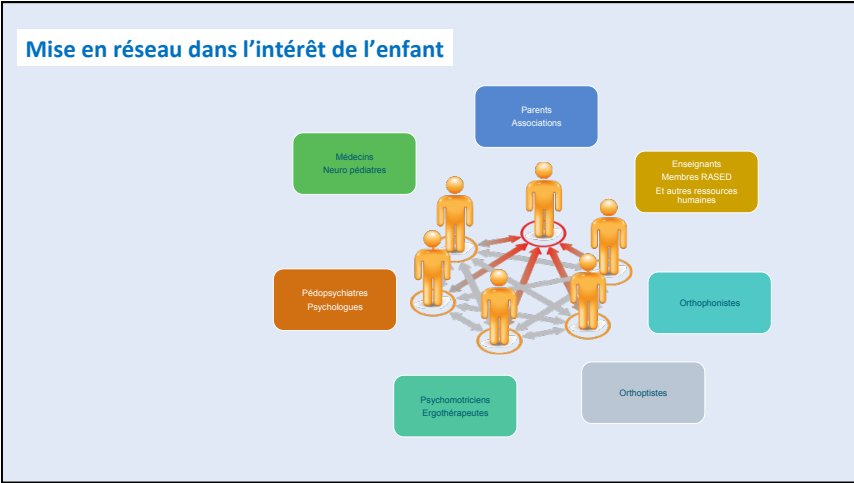 Mise en réseau dans l’intérêt de l’enfant
Parents
Associations
Médecins
Neuro pédiatres
Enseignants
Membres RASED
Et autres ressources
humaines
Pédopsychiatres
Psychologues
Orthophonistes
Psychomotriciens
Ergothérapeutes
Orthoptistes